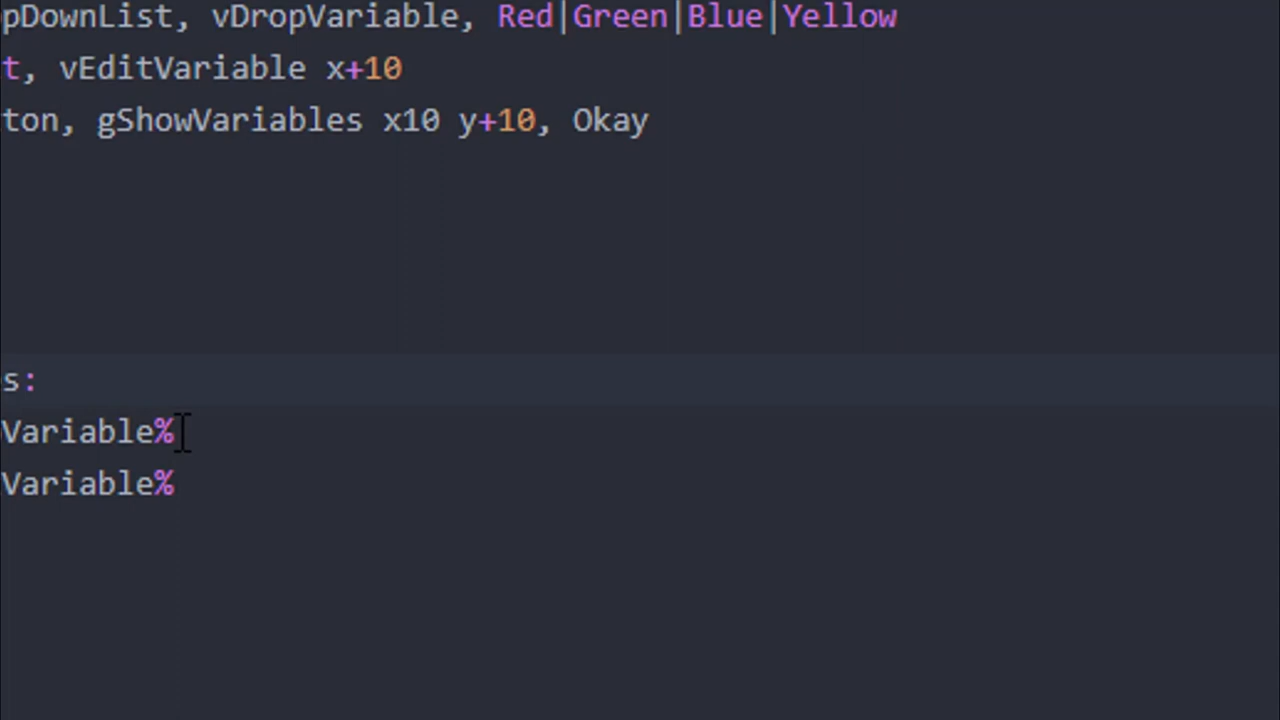 pDownList, vDropVariable, Red|Green|Blue|Yellow
t, vEditVariable x+10
ton, gShowVariables x10 y+10, Okay
s:
Variable%
Variable%